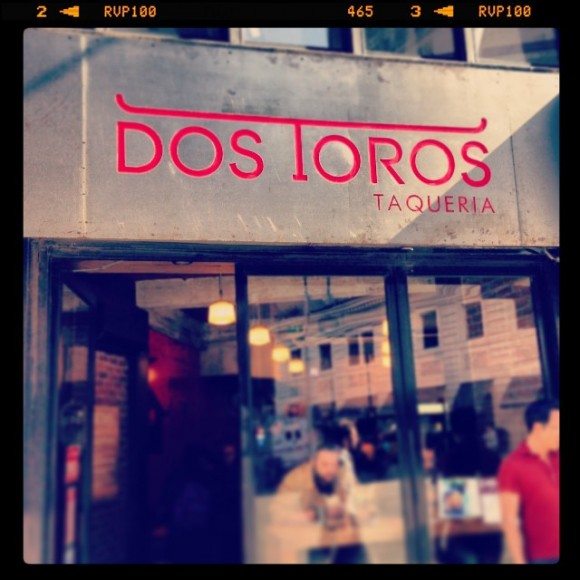 2 RVP100 465 3 RVP100
DOS TOROS
TAQUERIA